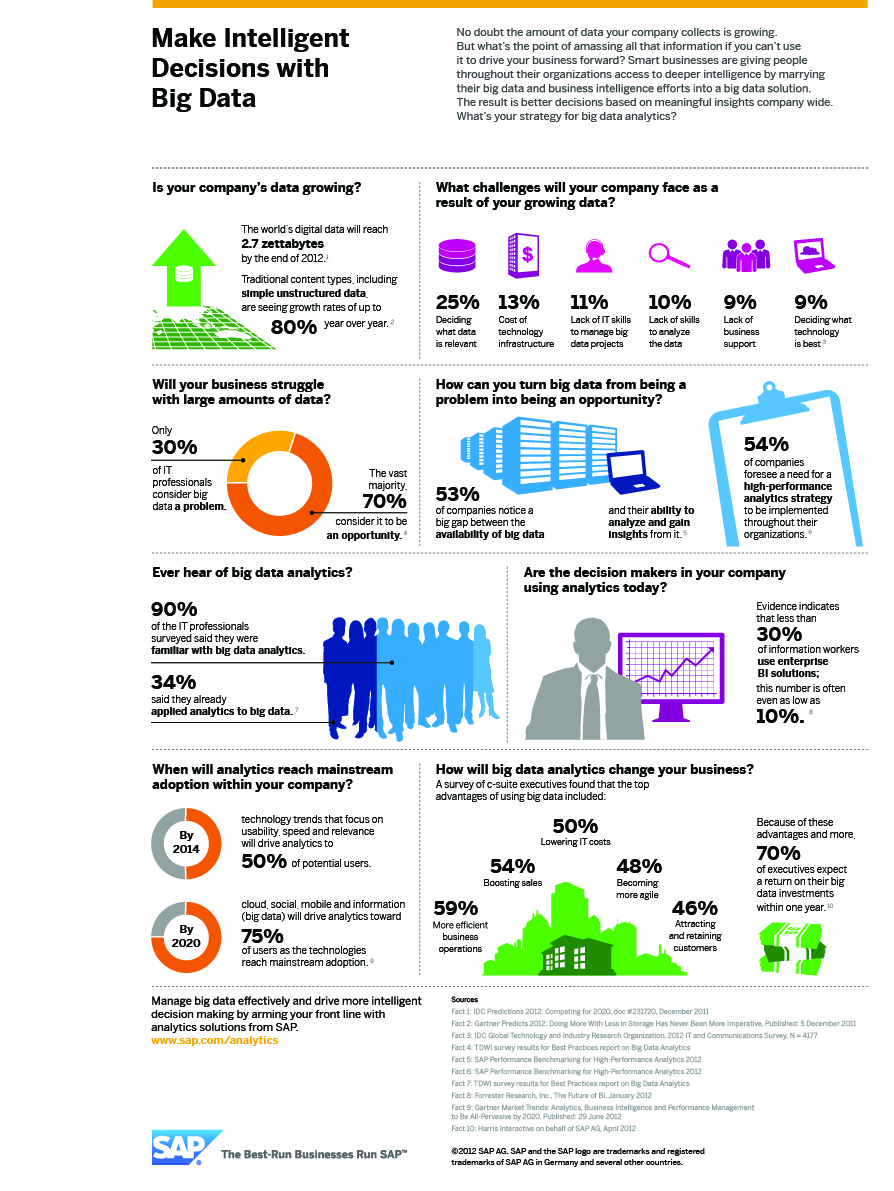 Make Intelligent
Decisions with
Big Data
No doubt the amount of data your company collects is growing.
But what's the point of amassing all that information if you can't use
it to drive your business forward? Smart businesses are giving people
throughout their organizations access to deeper intelligence by marrying
their big data and business intelligence efforts into a big data solution.
The result is better decisions based on meaningful insights company wide.
What's your strategy for big data analytics?
Is your company's data growing?
The world's digital data will reach
2.7 zettabytes
by the end of 2012.1
Traditional content types, including
simple unstructured data,
are seeing growth rates of up to
80% year over year. 2
What challenges will your company face as a
result of your growing data?
$
25%
Deciding
what data
is relevant
13%
Cost of
technology
infrastructure
11%
Lack of IT skills
to manage big
data projects
10%
Lack of skills
to analyze
the data
9%
Lack of
business
support
9%
Deciding what
technology
is best 3
Will your business struggle
with large amounts of data?
Only
30%
of IT
professionals
consider big
data a problem.
The vast
majority,
70%
consider it to be
an opportunity. 4
How can you turn big data from being a
problem into being an opportunity?
53%
of companies notice a
big gap between the
availability of big data
and their ability to
analyze and gain
insights from it. 5
54%
of companies
foresee a need for a
high-performance
analytics strategy
to be implemented
throughout their
organizations. 6
Ever hear of big data analytics?
90%
of the IT professionals
surveyed said they were
familiar with big data analytics.
34%
said they already
applied analytics to big data. 7
Are the decision makers in your company
using analytics today?
Evidence indicates
that less than
30%
of information workers
use enterprise
BI solutions;
this number is often
even as low as
10%. 8
When will analytics reach mainstream
adoption within your company?
By
2014
technology trends that focus on
usability, speed and relevance
will drive analytics to
50% of potential users.
By
2020
cloud, social, mobile and information
(big data) will drive analytics toward
75%
of users as the technologies
reach mainstream adoption. 9
How will big data analytics change your business?
A survey of c-suite executives found that the top
advantages of using big data included:
50%
Lowering IT costs
54%
Boosting sales
48%
Becoming
more agile
59%
More efficient
business
operations
46%
Attracting
and retaining
customers
Because of these
advantages and more,
70%
of executives expect
a return on their big
data investments
within one year. 10
Manage big data effectively and drive more intelligent
decision making by arming your front line with
analytics solutions from SAP.
www.sap.com/analytics
Sources
Fact 1: IDC Predictions 2012: Competing for 2020, doc #231720, December 2011
Fact 2: Gartner Predicts 2012: Doing More With Less in Storage Has Never Been More Imperative, Published: 5 December 2011
Fact 3: IDC Global Technology and Industry Research Organization, 2012 IT and Communications Survey, N = 4177
Fact 4: TDWI survey results for Best Practices report on Big Data Analytics
Fact 5: SAP Performance Benchmarking for High-Performance Analytics 2012
Fact 6: SAP Performance Benchmarking for High-Performance Analytics 2012
Fact 7: TDWI survey results for Best Practices report on Big Data Analytics
Fact 8: Forrester Research, Inc., The Future of BI, January 2012
Fact 9: Gartner Market Trends: Analytics, Business Intelligence and Performance Management
to Be All-Pervasive by 2020, Published: 29 June 2012
Fact 10: Harris Interactive on behalf of SAP AG, April 2012
SAP®
The Best-Run Businesses Run SAP™
©2012 SAP AG. SAP and the SAP logo are trademarks and registered
trademarks of SAP AG in Germany and several other countries.